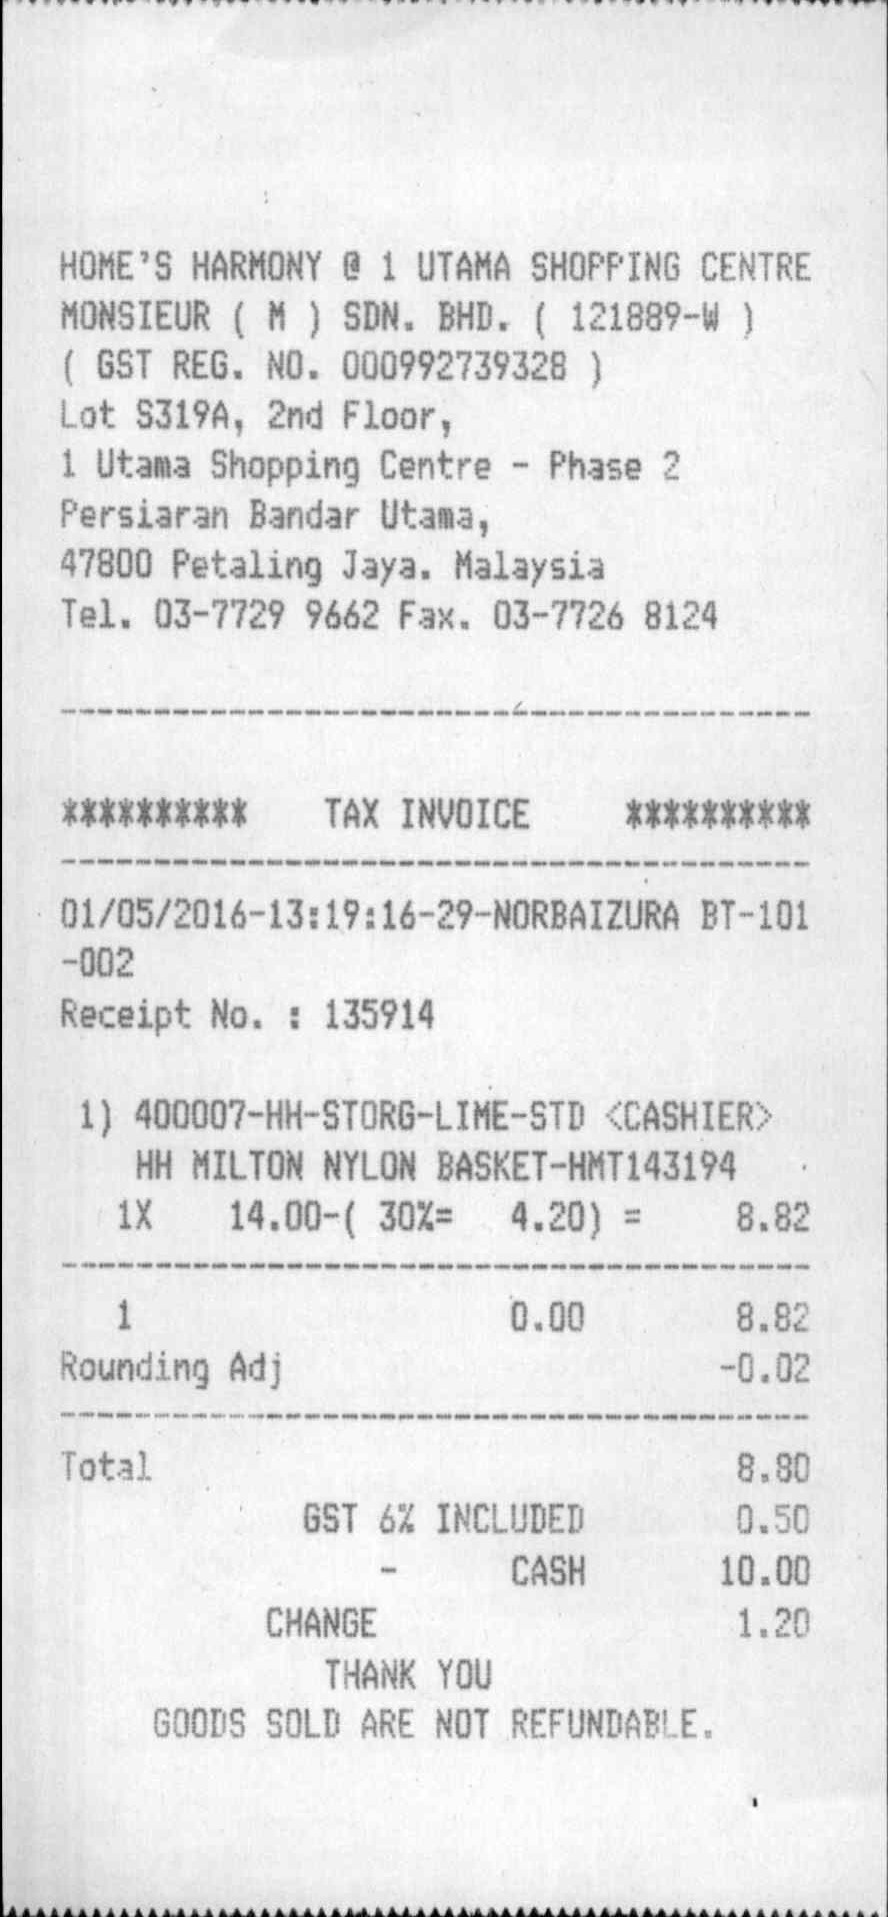 HOME'S HARMONY @ 1 UTAMA SHOPPING CENTRE
MONSIEUR ( M ) SDN. BHD. ( 121889-W )
( GST REG. NO. 000992739328 )
Lot S319A, 2nd Floor,
1 Utama Shopping Centre - Phase 2
Persiaran Bandar Utama,
47800 Petaling Jaya. Malaysia
Tel. 03-7729 9662 Fax. 03-7726 8124
----------------------------------------
********** TAX INVOICE **********
----------------------------------------
01/05/2016-13:19:16-29-NORBAIZURA BT-101
-002
Receipt No. : 135914
1) 400007-HH-STORG-LIME-STD <CASHIER>
HH MILTON NYLON BASKET-HMT143194
1X 14.00-( 30%= 4.20) = 8.82
----------------------------------------
1 0.00 8.82
Rounding Adj -0.02
----------------------------------------
Total 8.80
GST 6% INCLUDED 0.50
- CASH 10.00
CHANGE 1.20
THANK YOU
GOODS SOLD ARE NOT REFUNDABLE.